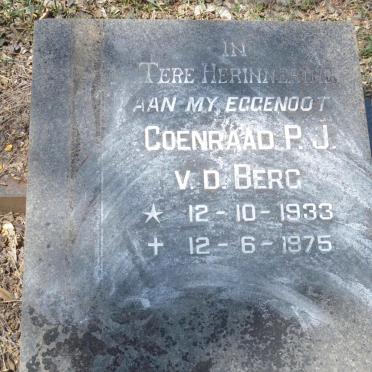 IN
TERE HERINNERING
AAN MY EGGENOOT
COENRAAD P. J.
V. D. BERG
☆ 12-10-1933
+ 12-6-1975